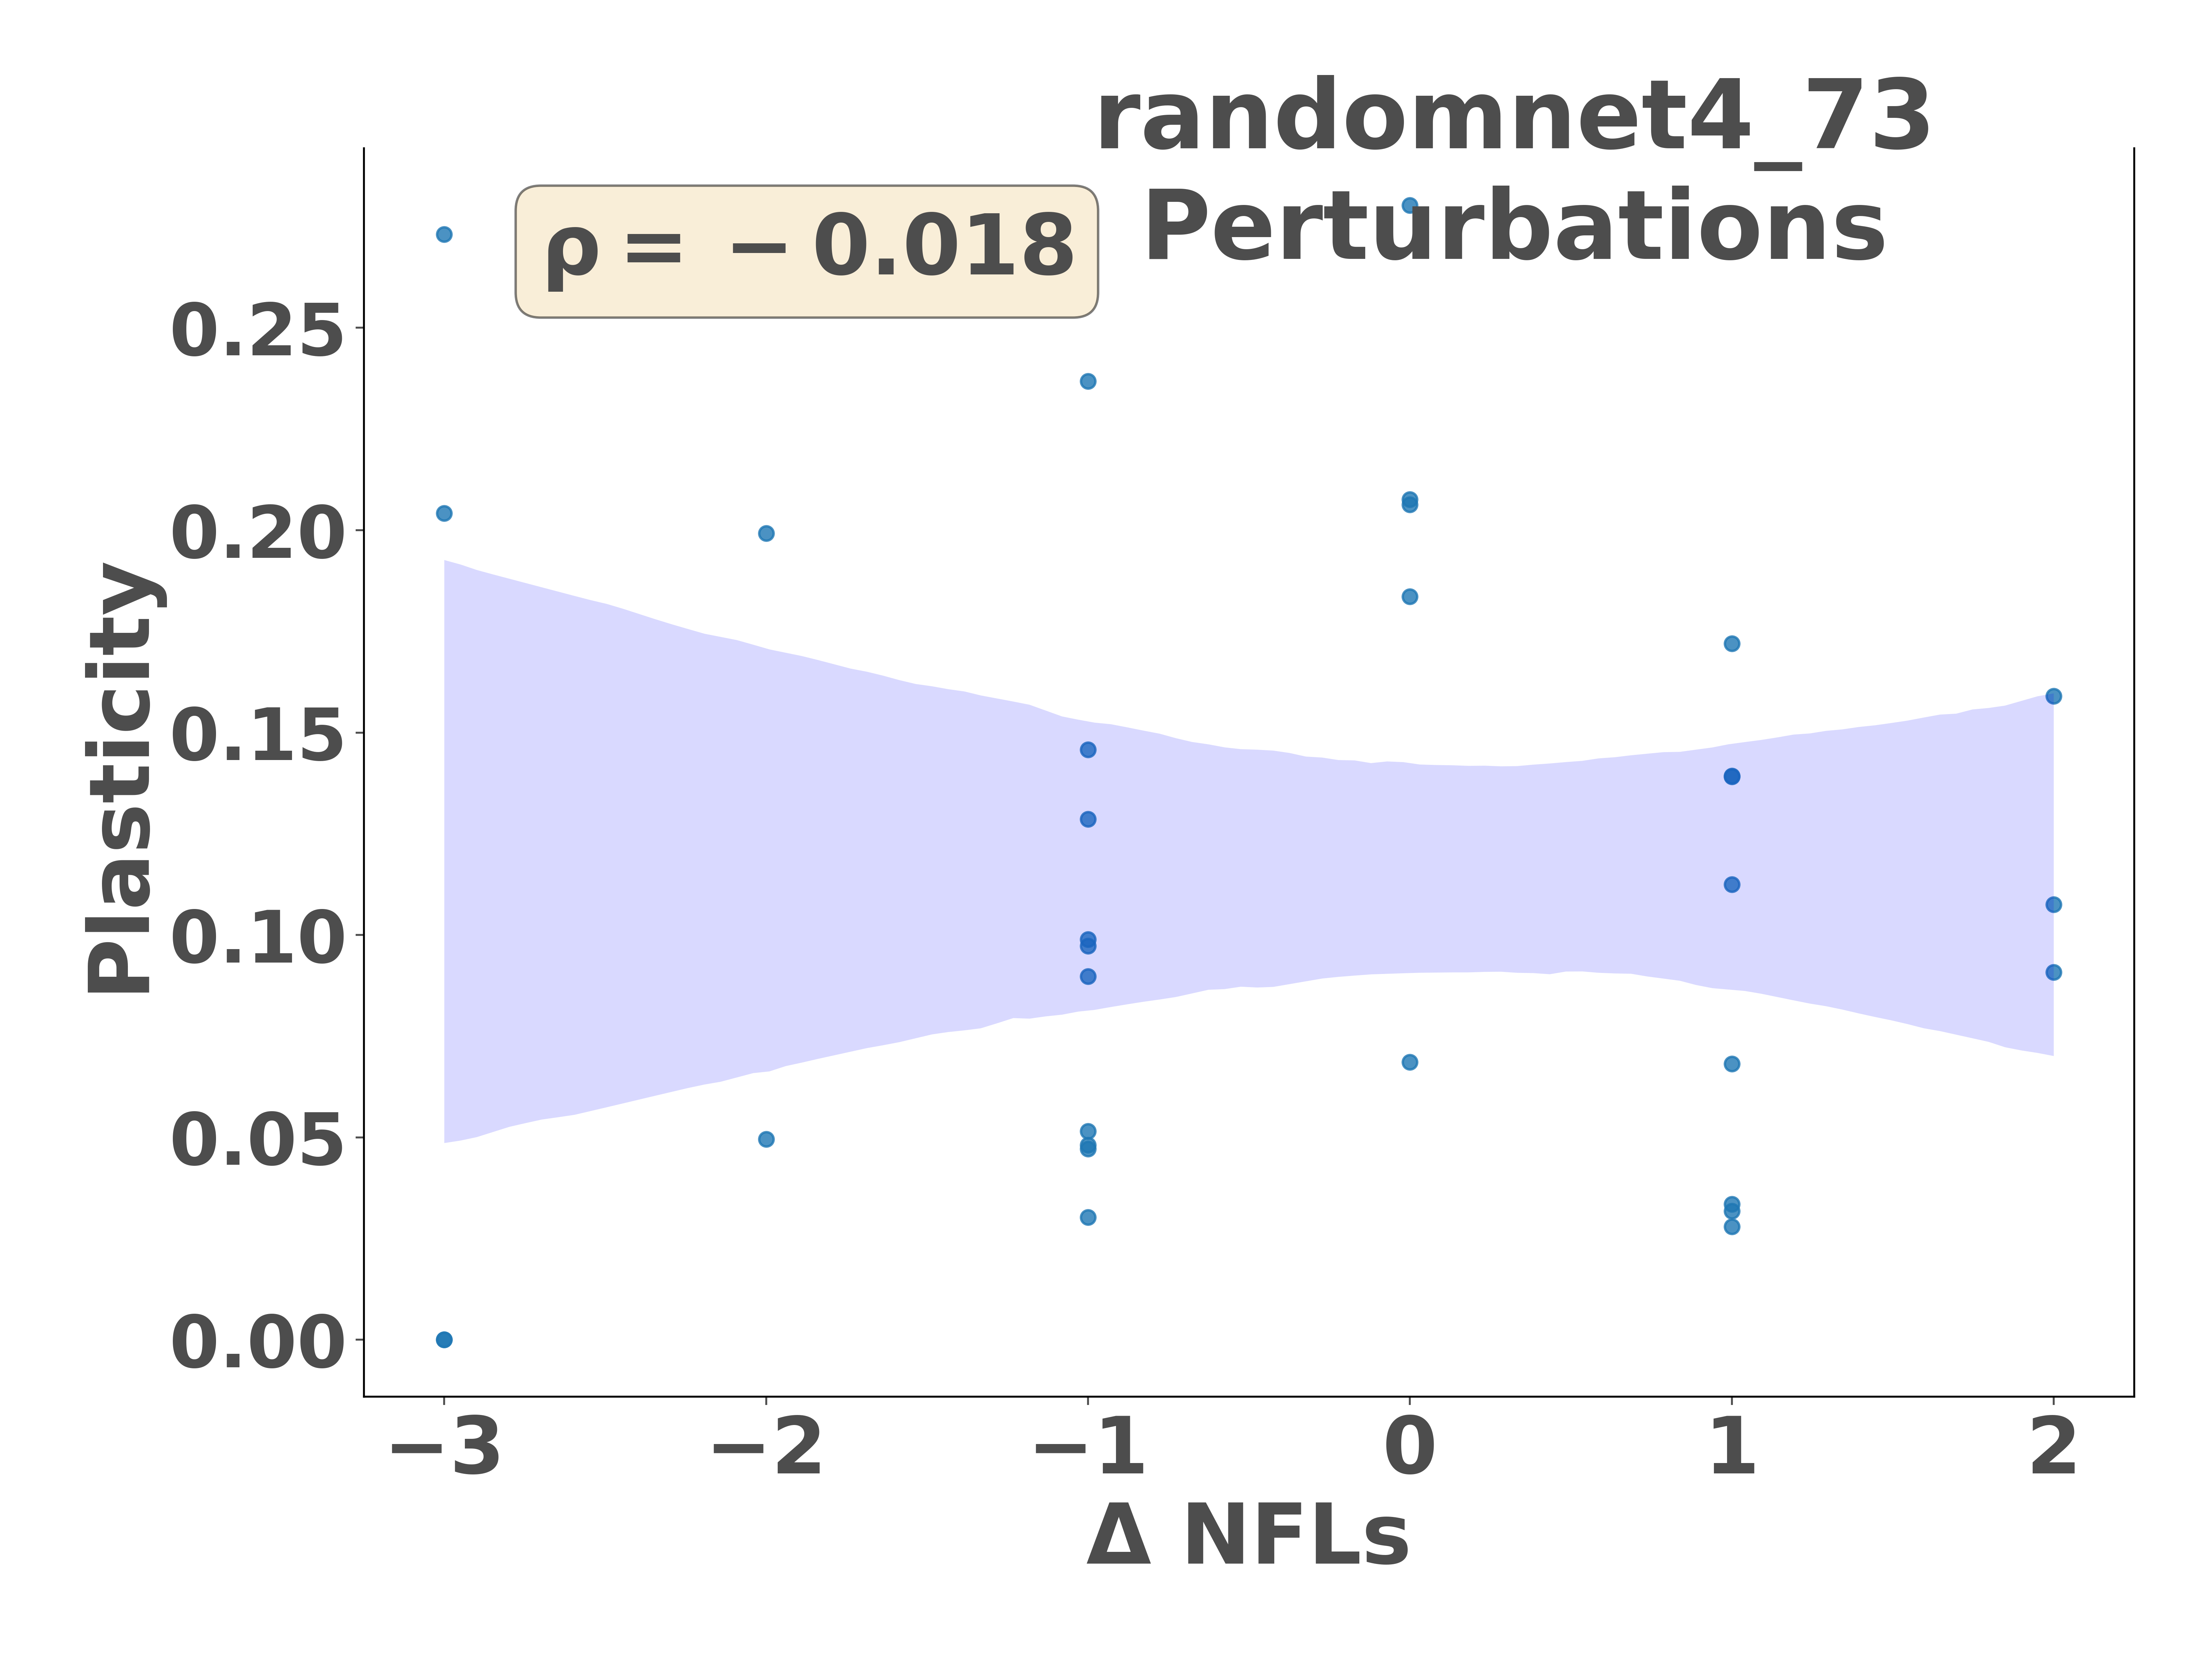 randomnet4_73
Perturbations
ρ = − 0.018
Plasticity
0.25
0.20
0.15
0.10
0.05
0.00
−3 −2 −1 0 1 2
Δ NFLs